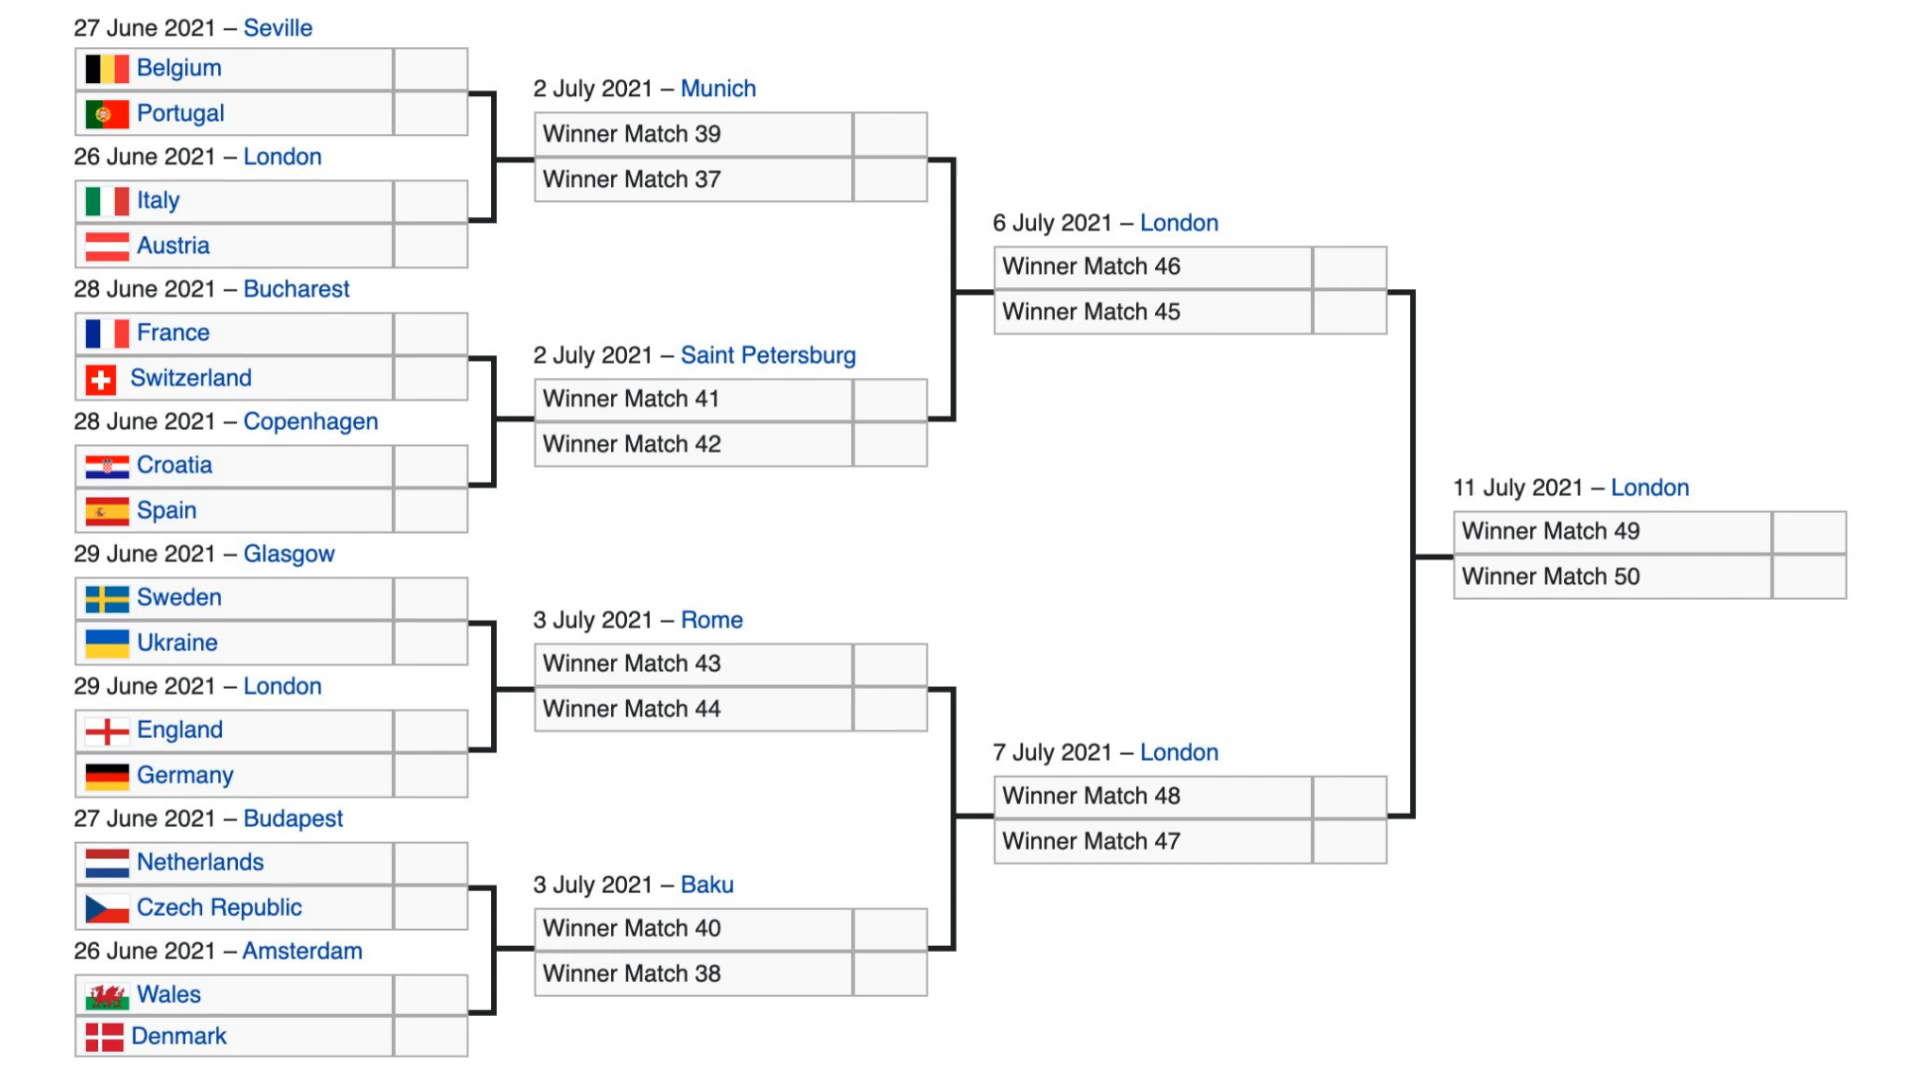 27 June 2021 – Seville
Belgium
Portugal
26 June 2021 – London
Italy
Austria
28 June 2021 – Bucharest
France
Switzerland
28 June 2021 – Copenhagen
Croatia
Spain
29 June 2021 – Glasgow
Sweden
Ukraine
29 June 2021 – London
England
Germany
27 June 2021 – Budapest
Netherlands
Czech Republic
26 June 2021 – Amsterdam
Wales
Denmark
2 July 2021 – Munich
Winner Match 39
Winner Match 37
2 July 2021 – Saint Petersburg
Winner Match 41
Winner Match 42
3 July 2021 – Rome
Winner Match 43
Winner Match 44
3 July 2021 – Baku
Winner Match 40
Winner Match 38
6 July 2021 – London
Winner Match 46
Winner Match 45
7 July 2021 – London
Winner Match 48
Winner Match 47
11 July 2021 – London
Winner Match 49
Winner Match 50